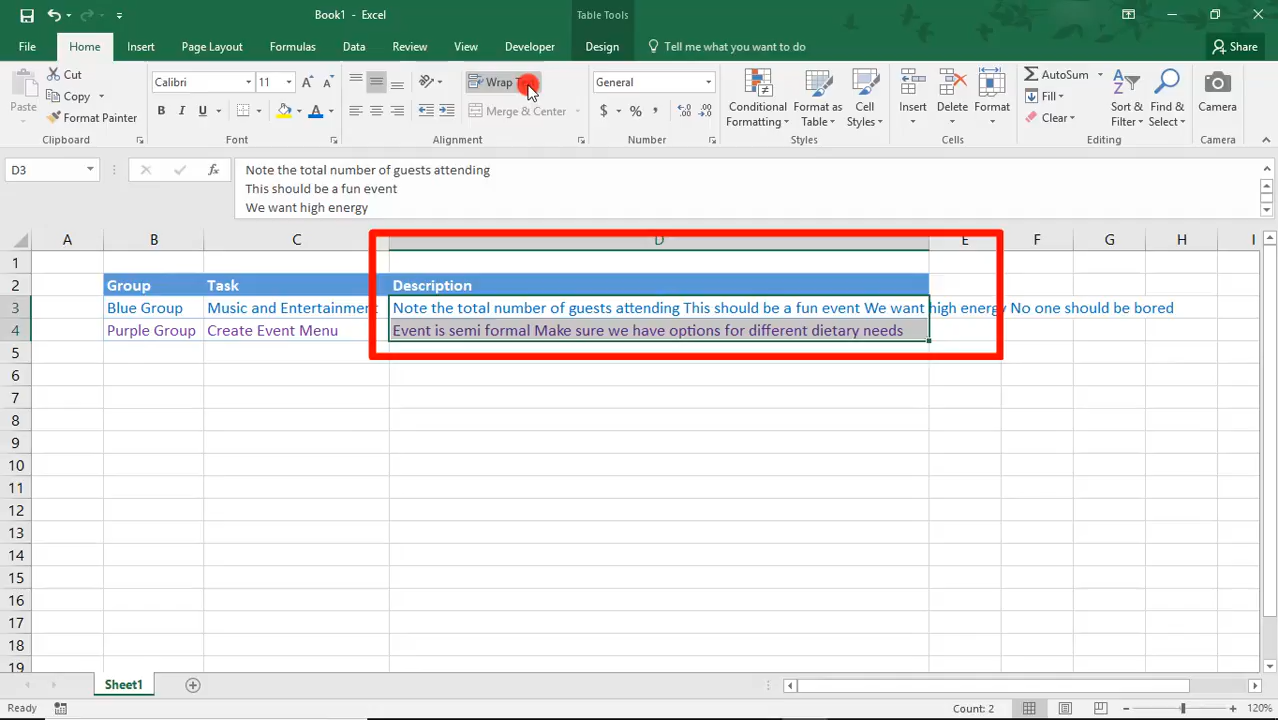 Book1 - Excel
Table Tools
File Home Insert Page Layout Formulas Data Review View Developer Design Tell me what you want to do Share
Paste
Cut
Copy
Format Painter
Clipboard
Calibri 11
B I U
Font
Wrap
Merge & Center
Alignment
General
$ % ,
Number
Conditional Formatting
Format as Table
Cell Styles
Styles
Insert
Delete
Format
Cells
AutoSum
Fill
Clear
Sort & Filter
Find & Select
Editing
Camera
Camera
D3
fx
Note the total number of guests attending
This should be a fun event
We want high energy
A B C D E F G H I
1
2 Group Task Description
3 Blue Group Music and Entertainment Note the total number of guests attending This should be a fun event We want high energy No one should be bored
4 Purple Group Create Event Menu Event is semi formal Make sure we have options for different dietary needs
5
6
7
8
9
10
11
12
13
14
15
16
17
18
19
Sheet1
Ready
Count: 2
120%